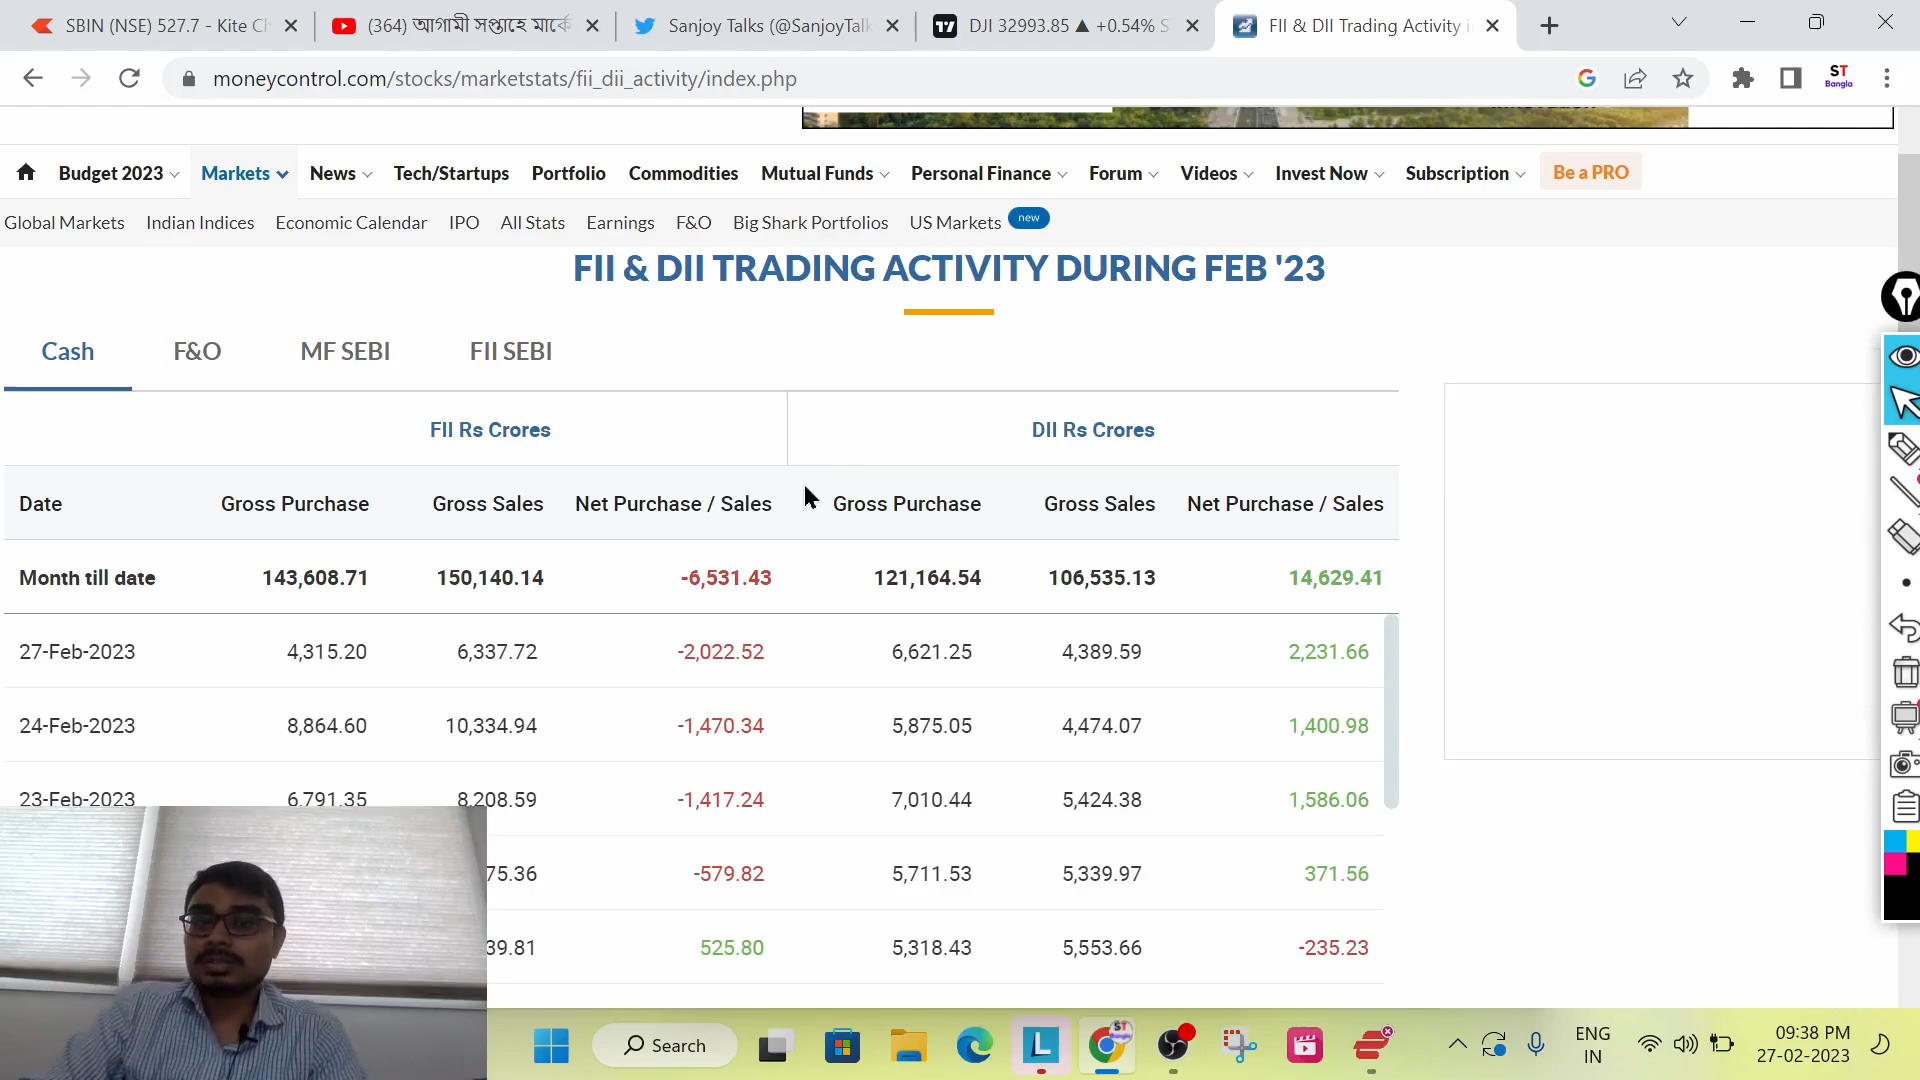 SBIN (NSE) 527.7 - Kite Ch
(364) আগামী সপ্তাহে মার্কে
Sanjoy Talks (@SanjoyTalk
DJI 32993.85 ▲ +0.54% S
FII & DII Trading Activity i
moneycontrol.com/stocks/marketstats/fii_dii_activity/index.php
ST
Bangla
Budget 2023 Markets News Tech/Startups Portfolio Commodities Mutual Funds Personal Finance Forum Videos Invest Now Subscription Be a PRO
Global Markets Indian Indices Economic Calendar IPO All Stats Earnings F&O Big Shark Portfolios US Markets new
FII & DII TRADING ACTIVITY DURING FEB '23
Cash F&O MF SEBI FII SEBI
FII Rs Crores DII Rs Crores
Date Gross Purchase Gross Sales Net Purchase / Sales Gross Purchase Gross Sales Net Purchase / Sales
Month till date 143,608.71 150,140.14 -6,531.43 121,164.54 106,535.13 14,629.41
27-Feb-2023 4,315.20 6,337.72 -2,022.52 6,621.25 4,389.59 2,231.66
24-Feb-2023 8,864.60 10,334.94 -1,470.34 5,875.05 4,474.07 1,400.98
23-Feb-2023 6,791.35 8,208.59 -1,417.24 7,010.44 5,424.38 1,586.06
75.36 -579.82 5,711.53 5,339.97 371.56
39.81 525.80 5,318.43 5,553.66 -235.23
Search
ENG
IN
09:38 PM
27-02-2023